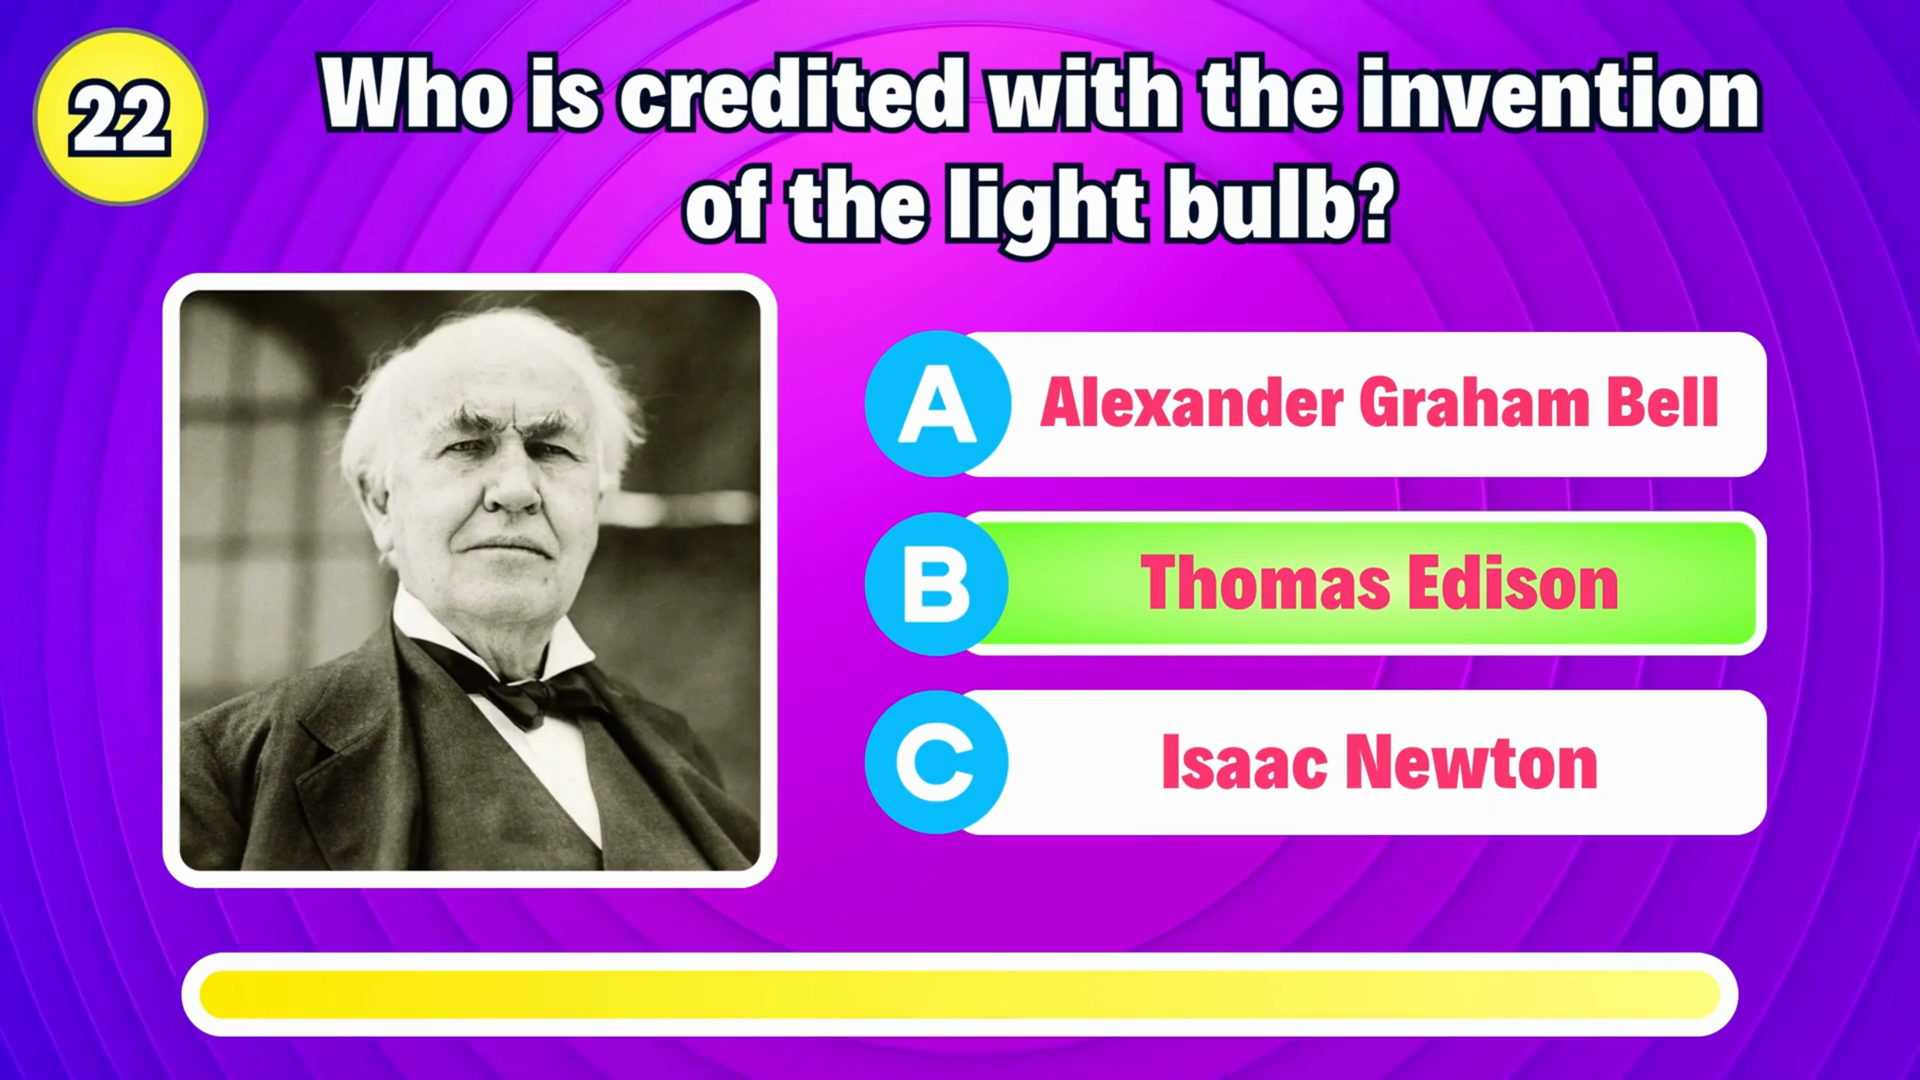 22
Who is credited with the invention
of the light bulb?
A
Alexander Graham Bell
B
Thomas Edison
C
Isaac Newton